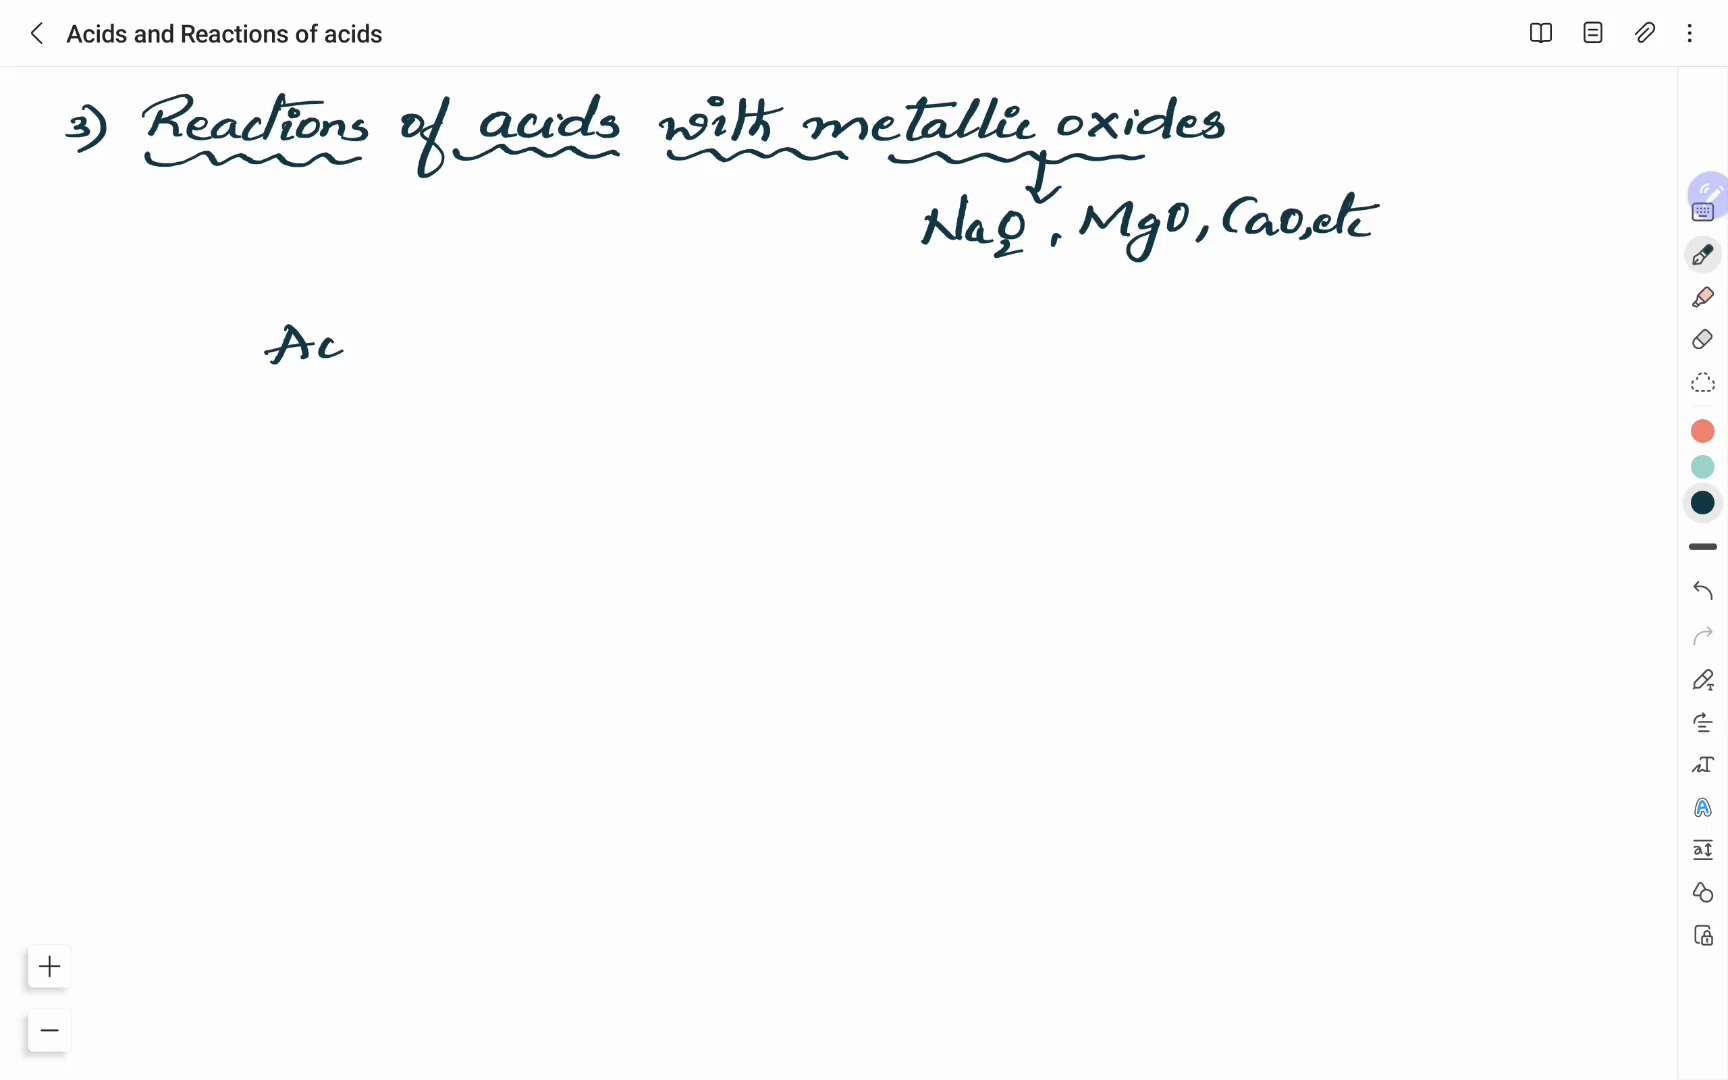 Acids and Reactions of acids
3) Reactions of acids with metallic oxides
Na₂O, MgO, CaO, etc
Ac